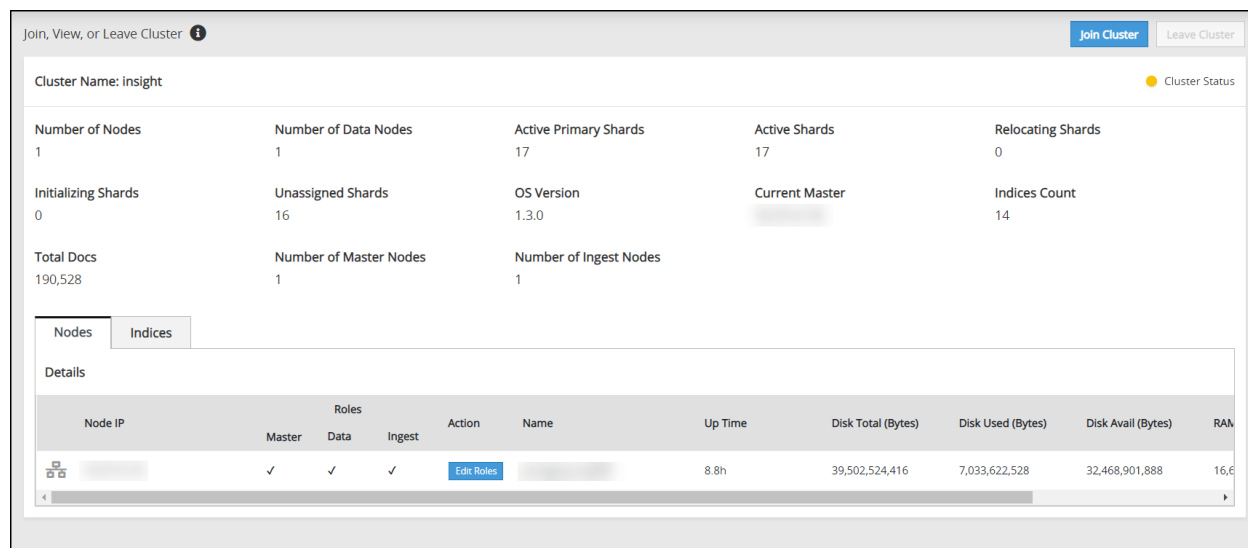 Join, View, or Leave Cluster
Join Cluster
Leave Cluster
Cluster Name: insight
Cluster Status
Number of Nodes
Number of Data Nodes
Active Primary Shards
Active Shards
Relocating Shards
1
1
17
17
0
Initializing Shards
Unassigned Shards
OS Version
Current Master
Indices Count
0
16
1.3.0
14
Total Docs
Number of Master Nodes
Number of Ingest Nodes
190,528
1
1
Nodes
Indices
Details
Node IP
Roles
Master
Data
Ingest
Action
Name
Up Time
Disk Total (Bytes)
Disk Used (Bytes)
Disk Avail (Bytes)
✓
✓
✓
Edit Roles
8.8h
39,502,524,416
7,033,622,528
32,468,901,888